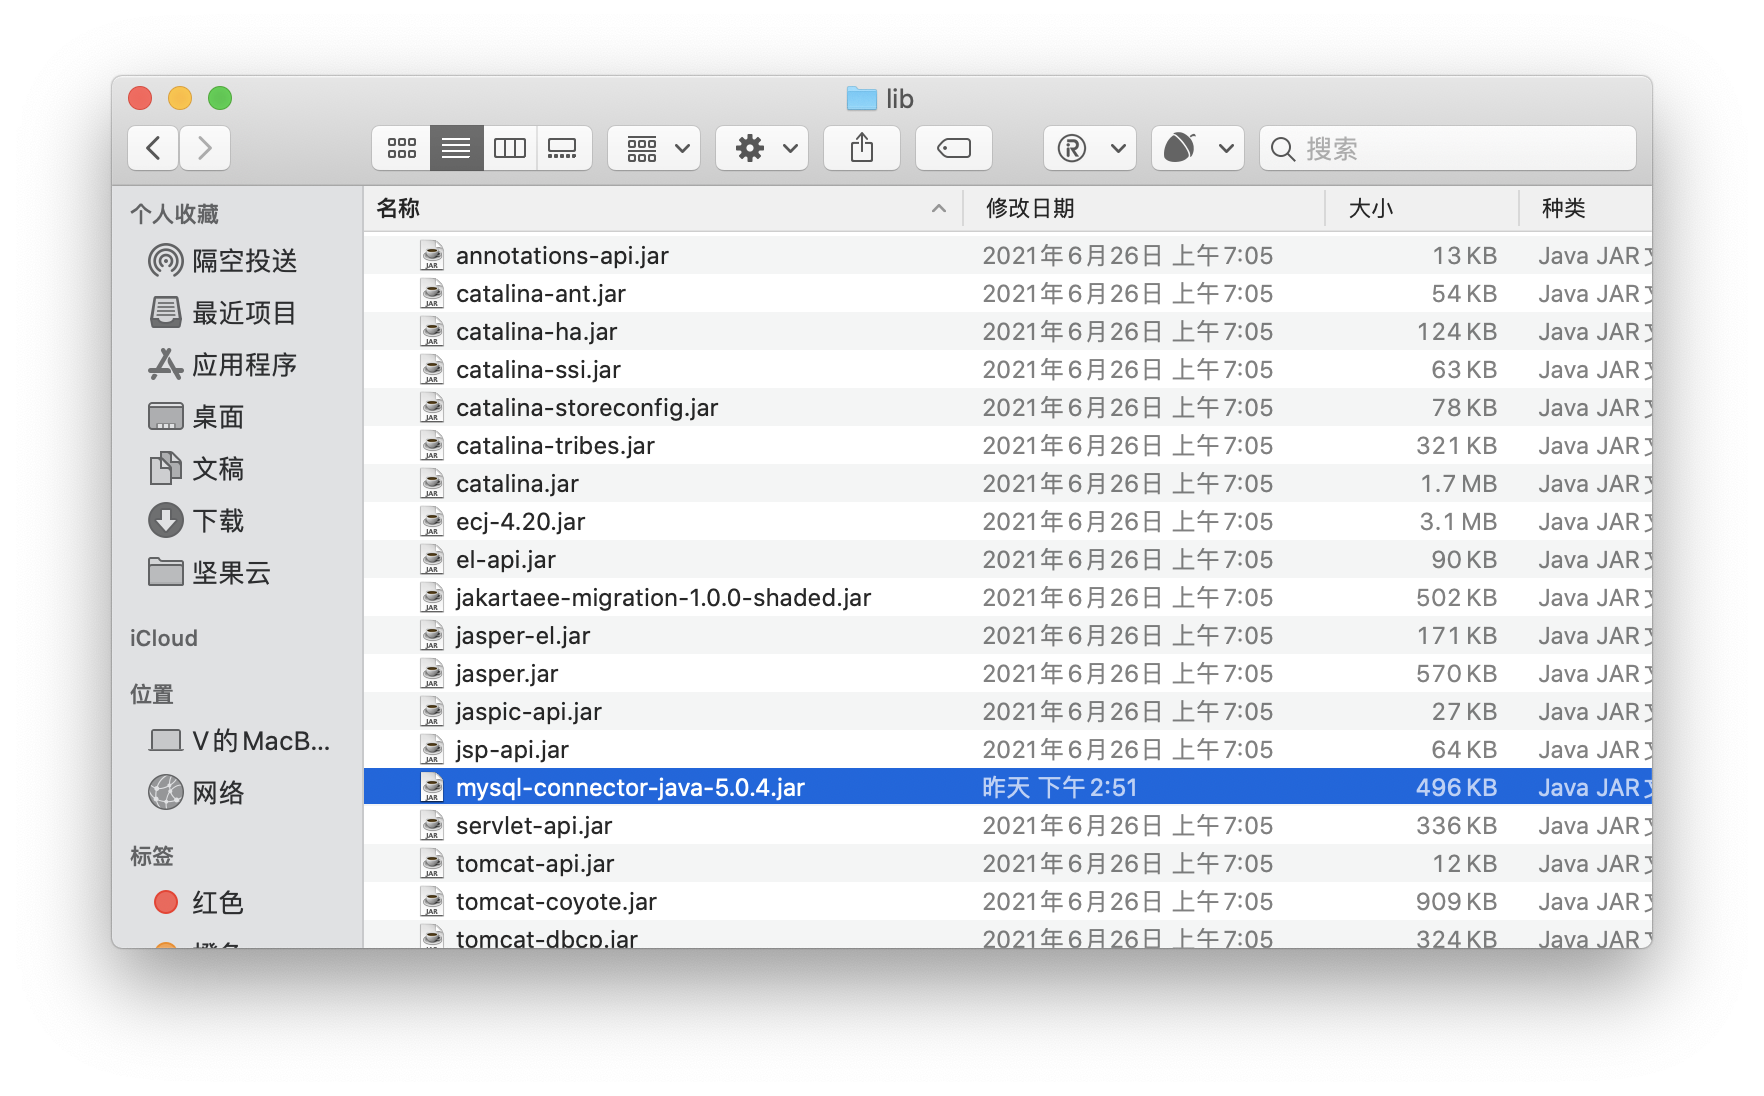 lib
搜索
个人收藏
隔空投送
最近项目
应用程序
桌面
文稿
下载
坚果云
iCloud
位置
V的MacB...
网络
标签
红色
名称 修改日期 大小 种类
annotations-api.jar 2021年6月26日 上午7:05 13 KB Java JAR
catalina-ant.jar 2021年6月26日 上午7:05 54 KB Java JAR
catalina-ha.jar 2021年6月26日 上午7:05 124 KB Java JAR
catalina-ssi.jar 2021年6月26日 上午7:05 63 KB Java JAR
catalina-storeconfig.jar 2021年6月26日 上午7:05 78 KB Java JAR
catalina-tribes.jar 2021年6月26日 上午7:05 321 KB Java JAR
catalina.jar 2021年6月26日 上午7:05 1.7 MB Java JAR
ecj-4.20.jar 2021年6月26日 上午7:05 3.1 MB Java JAR
el-api.jar 2021年6月26日 上午7:05 90 KB Java JAR
jakartaee-migration-1.0.0-shaded.jar 2021年6月26日 上午7:05 502 KB Java JAR
jasper-el.jar 2021年6月26日 上午7:05 171 KB Java JAR
jasper.jar 2021年6月26日 上午7:05 570 KB Java JAR
jaspic-api.jar 2021年6月26日 上午7:05 27 KB Java JAR
jsp-api.jar 2021年6月26日 上午7:05 64 KB Java JAR
mysql-connector-java-5.0.4.jar 昨天 下午2:51 496 KB Java JAR
servlet-api.jar 2021年6月26日 上午7:05 336 KB Java JAR
tomcat-api.jar 2021年6月26日 上午7:05 12 KB Java JAR
tomcat-coyote.jar 2021年6月26日 上午7:05 909 KB Java JAR
tomcat-dbcp.jar 2021年6月26日 上午7:05 324 KB Java JAR